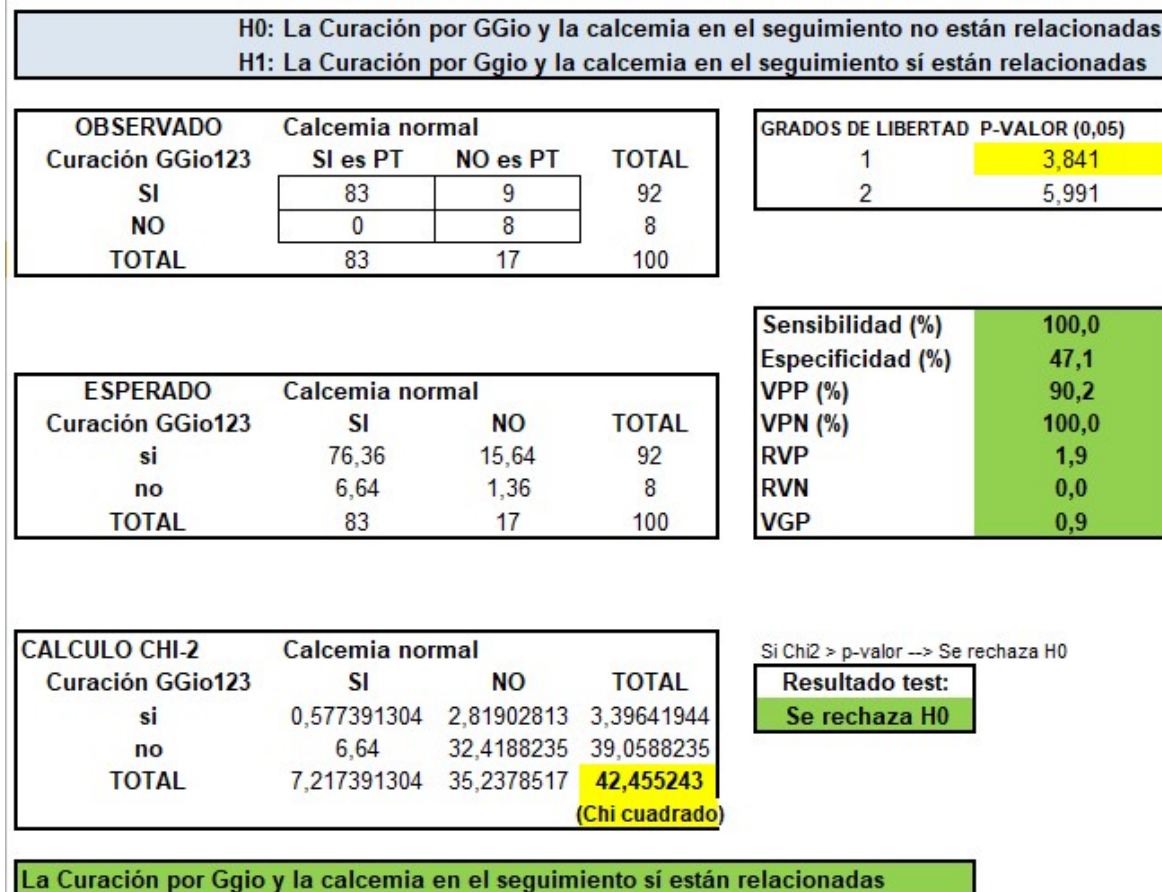 H0: La Curación por GGio y la calcemia en el seguimiento no están relacionadas
H1: La Curación por Ggio y la calcemia en el seguimiento sí están relacionadas
OBSERVADO Calcemia normal
Curación GGio123 SI es PT NO es PT TOTAL
SI 83 9 92
NO 0 8 8
TOTAL 83 17 100
GRADOS DE LIBERTAD P-VALOR (0,05)
1 3,841
2 5,991
Sensibilidad (%) 100,0
Especificidad (%) 47,1
VPP (%) 90,2
VPN (%) 100,0
RVP 1,9
RVN 0,0
VGP 0,9
ESPERADO Calcemia normal
Curación GGio123 SI NO TOTAL
si 76,36 15,64 92
no 6,64 1,36 8
TOTAL 83 17 100
CALCULO CHI-2 Calcemia normal
Curación GGio123 SI NO TOTAL
si 0,577391304 2,81902813 3,39641944
no 6,64 32,4188235 39,0588235
TOTAL 7,217391304 35,2378517 42,455243
(Chi cuadrado)
Si Chi2 > p-valor --> Se rechaza H0
Resultado test:
Se rechaza H0
La Curación por Ggio y la calcemia en el seguimiento sí están relacionadas